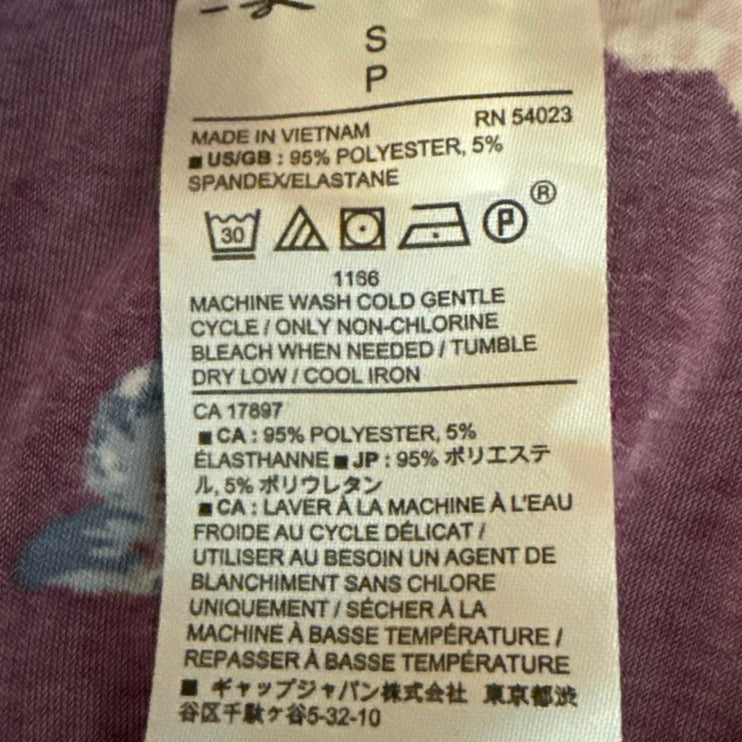 S
P
RN 54023
MADE IN VIETNAM
■ US/GB : 95% POLYESTER, 5%
SPANDEX/ELASTANE
30 P ®
1166
MACHINE WASH COLD GENTLE
CYCLE / ONLY NON-CHLORINE
BLEACH WHEN NEEDED / TUMBLE
DRY LOW / COOL IRON
CA 17897
■ CA : 95% POLYESTER, 5%
ÉLASTHANNE ■ JP : 95% ポリエステ
ル, 5% ポリウレタン
■ CA : LAVER À LA MACHINE À L'EAU
FROIDE AU CYCLE DÉLICAT /
UTILISER AU BESOIN UN AGENT DE
BLANCHIMENT SANS CHLORE
UNIQUEMENT / SÉCHER À LA
MACHINE À BASSE TEMPÉRATURE /
REPASSER À BASSE TEMPÉRATURE
■ ギャップジャパン株式会社 東京都渋
谷区千駄ケ谷5-32-10